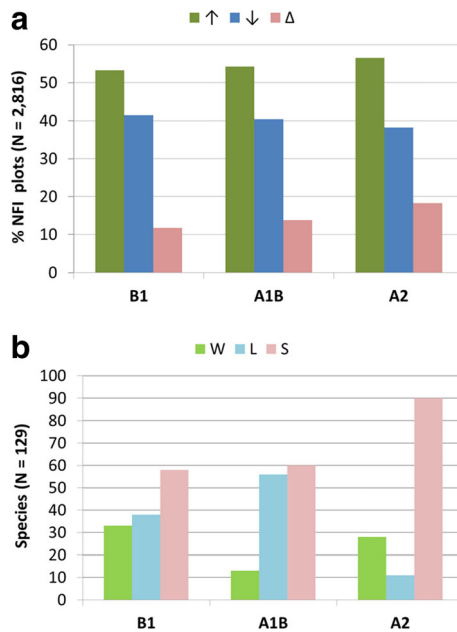 a
↑ ↓ Δ
% NFI plots (N = 2,816)
60
50
40
30
20
10
0
B1 A1B A2
b
W L S
Species (N = 129)
100
90
80
70
60
50
40
30
20
10
0
B1 A1B A2